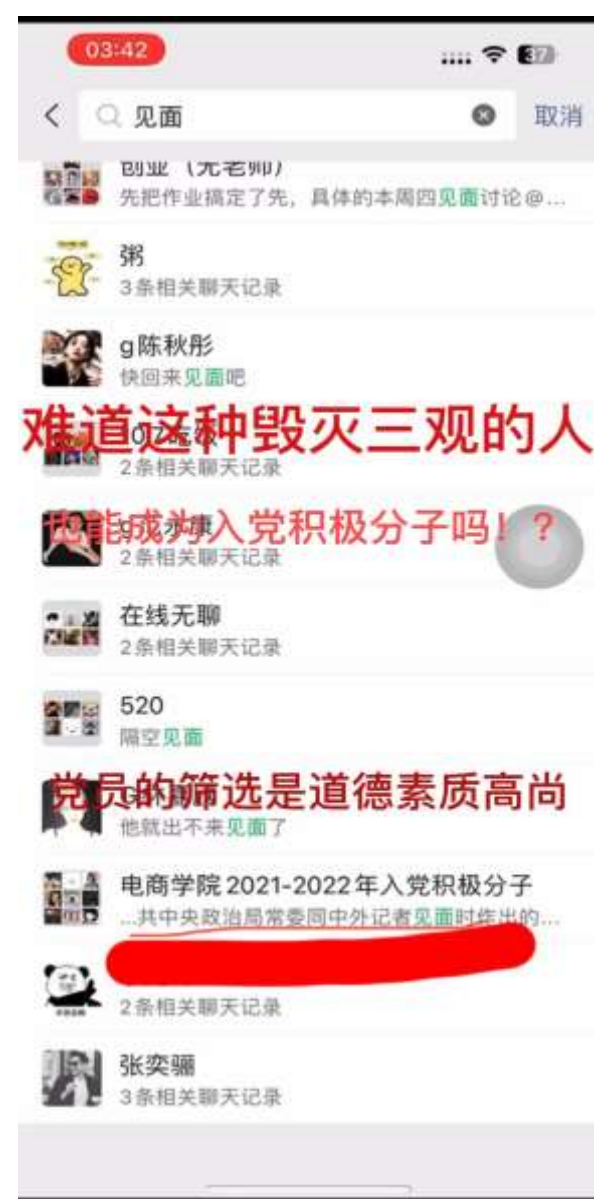 03:42
37
见面
取消
创业（尤老师）
先把作业搞定了先，具体的本周四见面讨论@...
粥
3条相关聊天记录
g陈秋彤
快回来见面吧
难道这种毁灭三观的人
2条相关聊天记录
也能成为入党积极分子吗！？
2条相关聊天记录
在线无聊
2条相关聊天记录
520
隔空见面
党员的筛选是道德素质高尚
他就出不来见面了
电商学院2021-2022年入党积极分子
...共中央政治局常委同中外记者见面时作出的...
2条相关聊天记录
张奕骊
3条相关聊天记录